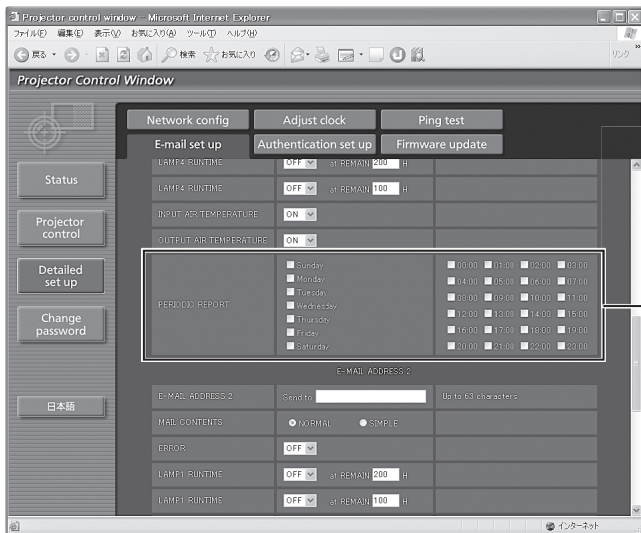 Projector control window - Microsoft Internet Explorer
ファイル(F) 編集(E) 表示(V) お気に入り(A) ツール(T) ヘルプ(H)
戻る 検索 お気に入り リンク »
Projector Control Window
Network config Adjust clock Ping test
E-mail set up Authentication set up Firmware update
Status
Projector control
Detailed set up
Change password
日本語
LAMP4 RUNTIME OFF at REMAIN 200 H
LAMP4 RUNTIME OFF at REMAIN 100 H
INPUT AIR TEMPERATURE ON
OUTPUT AIR TEMPERATURE ON
PERIODIC REPORT
Sunday
Monday
Tuesday
Wednesday
Thursday
Friday
Saturday
00:00 01:00 02:00 03:00
04:00 05:00 06:00 07:00
08:00 09:00 10:00 11:00
12:00 13:00 14:00 15:00
16:00 17:00 18:00 19:00
20:00 21:00 22:00 23:00
E-MAIL ADDRESS 2
E-MAIL ADDRESS 2 Send to Up to 63 characters
MAIL CONTENTS NORMAL SIMPLE
ERROR OFF
LAMP1 RUNTIME OFF at REMAIN 200 H
LAMP1 RUNTIME OFF at REMAIN 100 H
インターネット